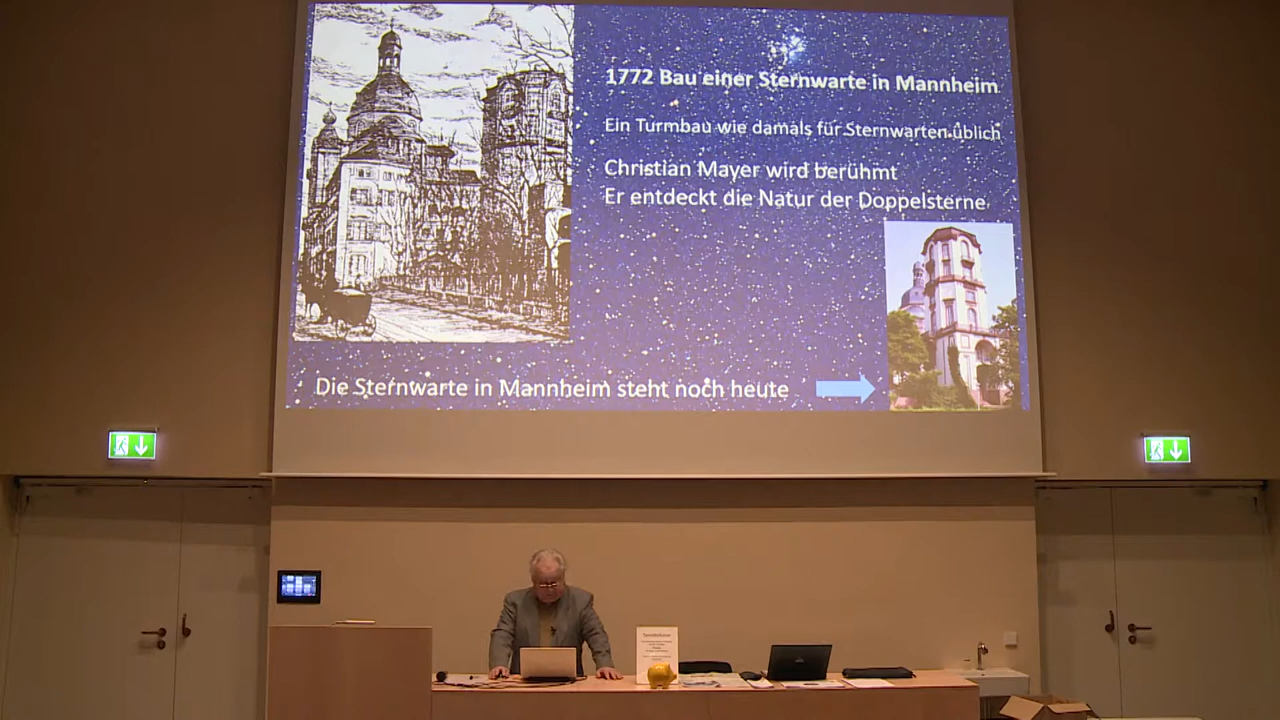 1772 Bau einer Sternwarte in Mannheim
Ein Turmbau wie damals für Sternwarten üblich
Christian Mayer wird berühmt
Er entdeckt die Natur der Doppelsterne
Die Sternwarte in Mannheim steht noch heute